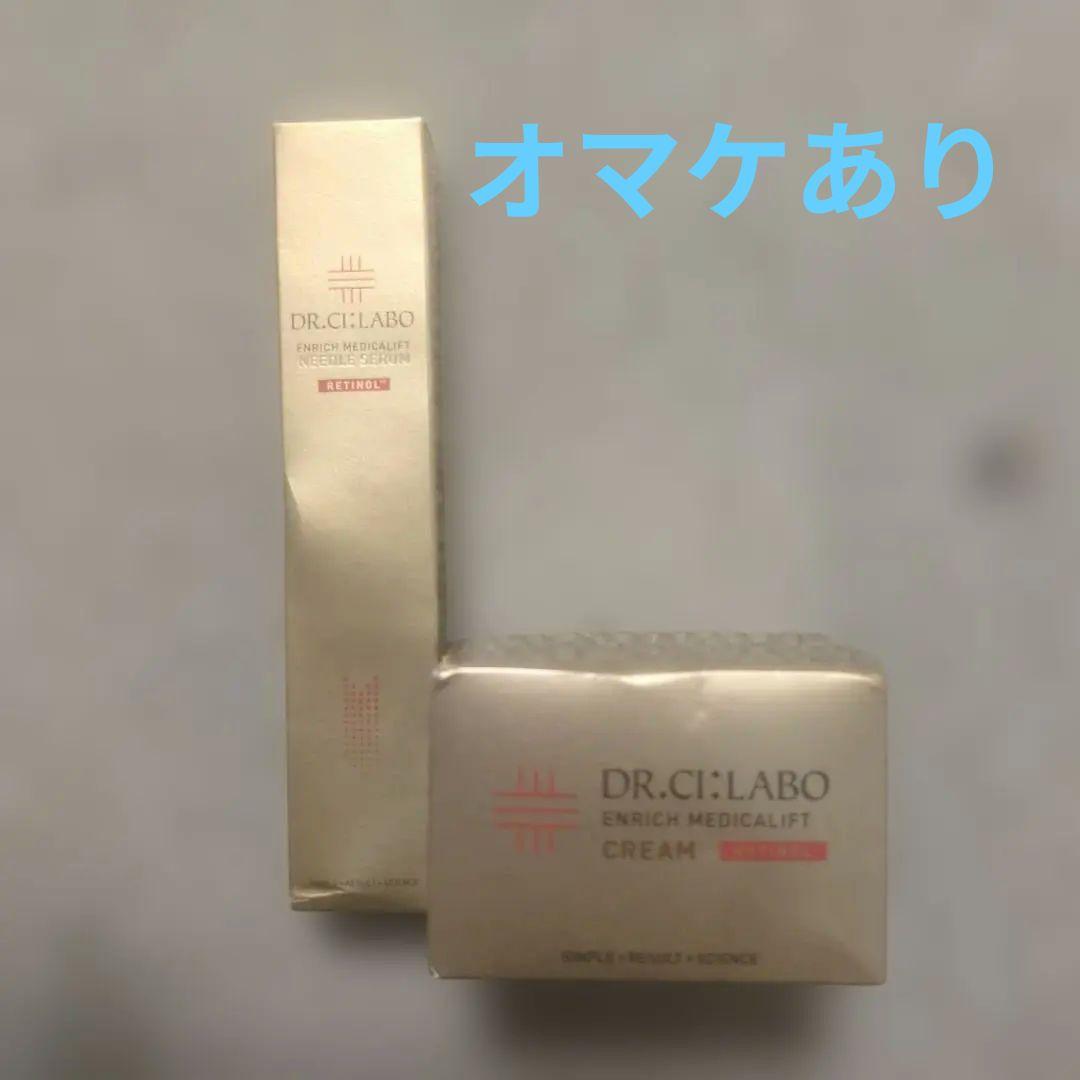 オマケあり
DR.CI:LABO
ENRICH MEDICALIFT
NEEDLE SERUM
RETINOL
SIMPLE × RESULT × SCIENCE
DR.CI:LABO
ENRICH MEDICALIFT
CREAM RETINOL
SIMPLE × RESULT × SCIENCE